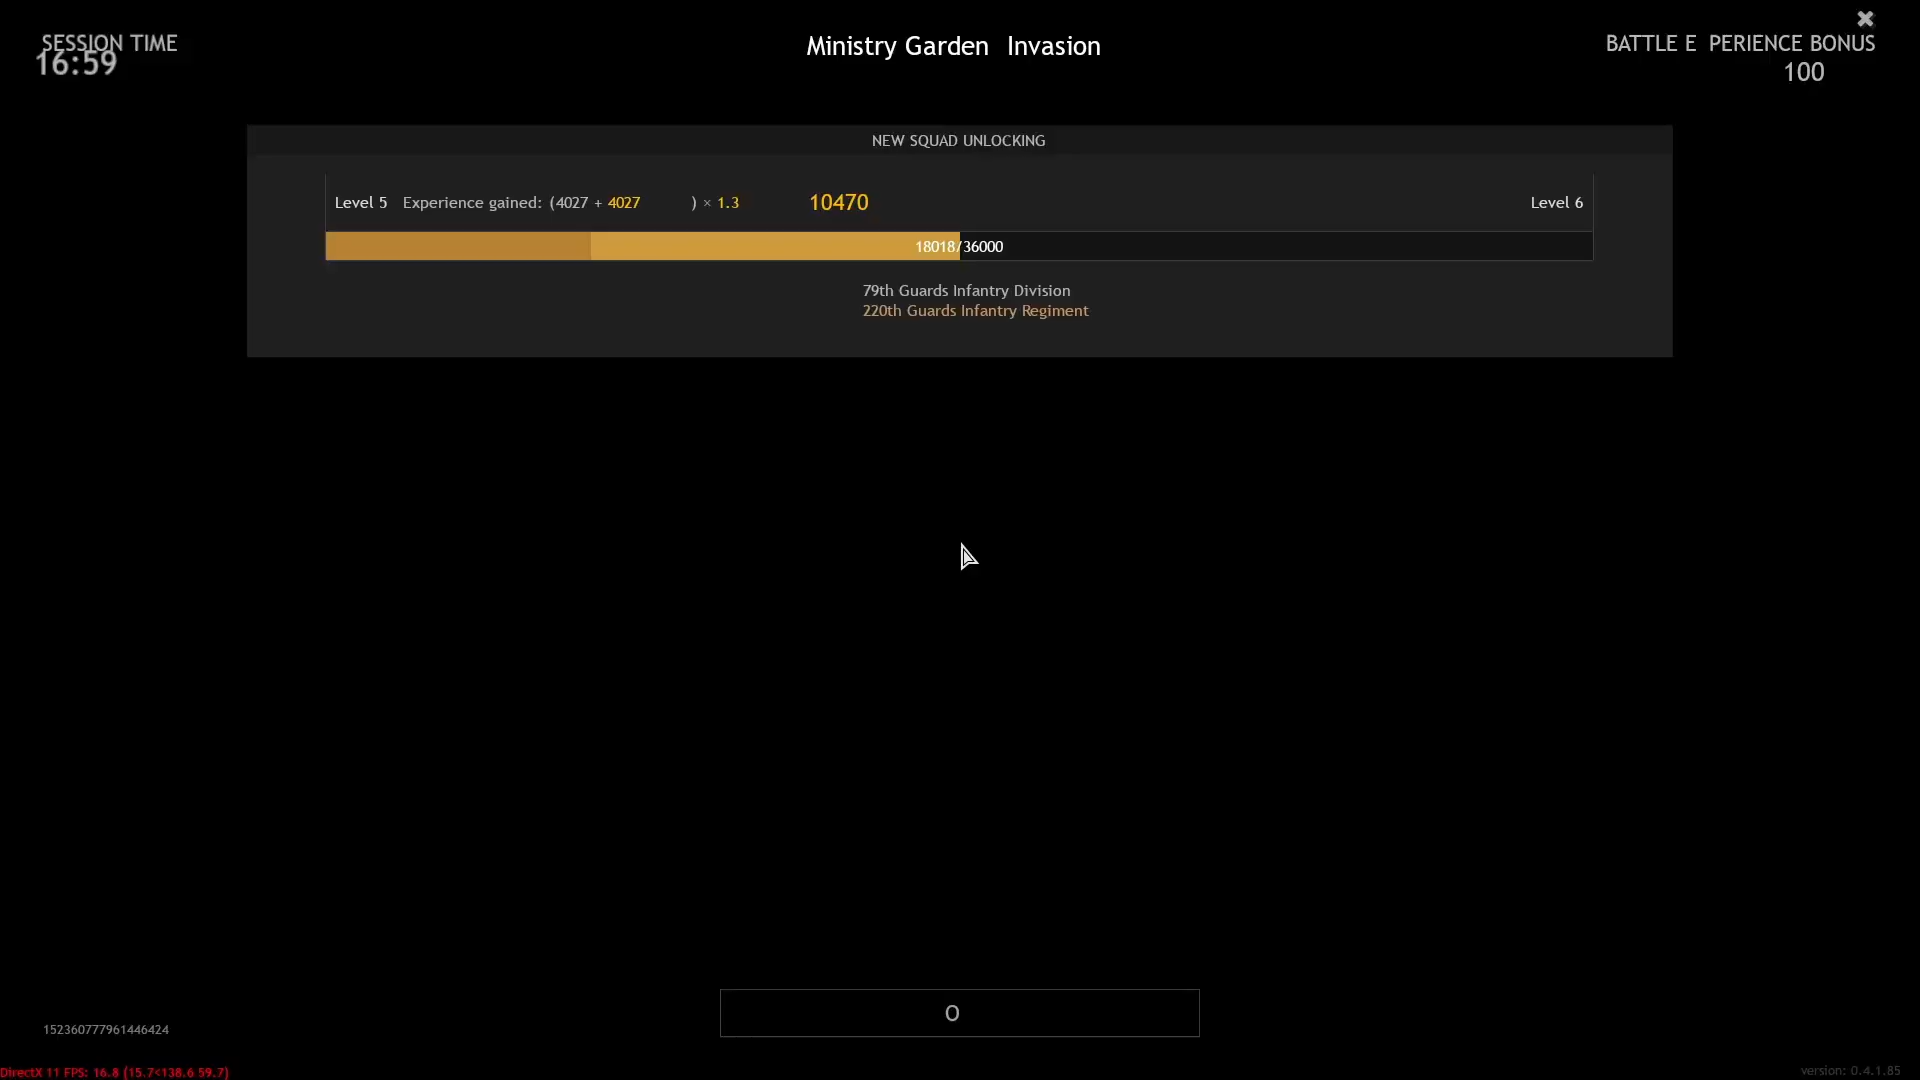 SESSION TIME
16:59
Ministry Garden Invasion
BATTLE E PERIENCE BONUS
100
NEW SQUAD UNLOCKING
Level 5 Experience gained: (4027 + 4027 ) × 1.3 10470 Level 6
18018/36000
79th Guards Infantry Division
220th Guards Infantry Regiment
O
152360777961446424
DirectX 11 FPS: 16.8 (15.7<138.6 59.7)
version: 0.4.1.85